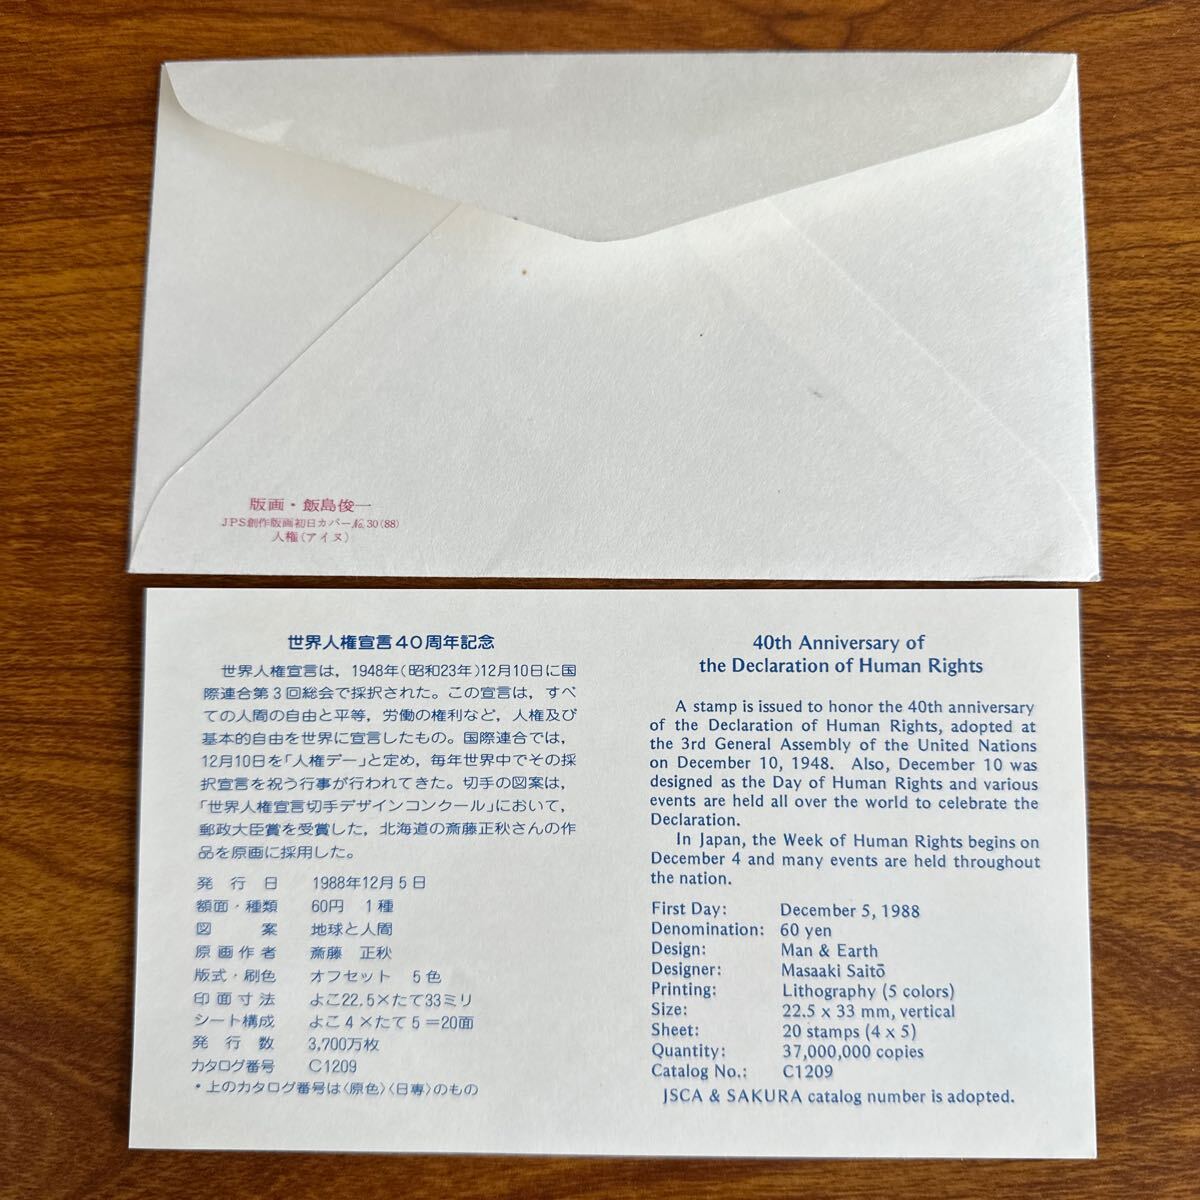 版画・飯島俊一
JPS創作版画初日カバーNo.30(88)
人権(アイヌ)
世界人権宣言40周年記念
世界人権宣言は，1948年(昭和23年)12月10日に国
際連合第3回総会で採択された。この宣言は，すべ
ての人間の自由と平等，労働の権利など，人権及び
基本的自由を世界に宣言したもの。国際連合では，
12月10日を「人権デー」と定め，毎年世界中でその採
択宣言を祝う行事が行われてきた。切手の図案は，
「世界人権宣言切手デザインコンクール」において，
郵政大臣賞を受賞した，北海道の斎藤正秋さんの作
品を原画に採用した。
発行日 1988年12月5日
額面・種類 60円 1種
図案 地球と人間
原画作者 斎藤 正秋
版式・刷色 オフセット 5色
印面寸法 よこ22.5×たて33ミリ
シート構成 よこ4×たて5＝20面
発行数 3,700万枚
カタログ番号 C1209
・上のカタログ番号は〈原色〉〈日専〉のもの
40th Anniversary of
the Declaration of Human Rights
A stamp is issued to honor the 40th anniversary
of the Declaration of Human Rights, adopted at
the 3rd General Assembly of the United Nations
on December 10, 1948. Also, December 10 was
designed as the Day of Human Rights and various
events are held all over the world to celebrate the
Declaration.
In Japan, the Week of Human Rights begins on
December 4 and many events are held throughout
the nation.
First Day: December 5, 1988
Denomination: 60 yen
Design: Man & Earth
Designer: Masaaki Saitō
Printing: Lithography (5 colors)
Size: 22.5 x 33 mm, vertical
Sheet: 20 stamps (4 x 5)
Quantity: 37,000,000 copies
Catalog No.: C1209
JSCA & SAKURA catalog number is adopted.